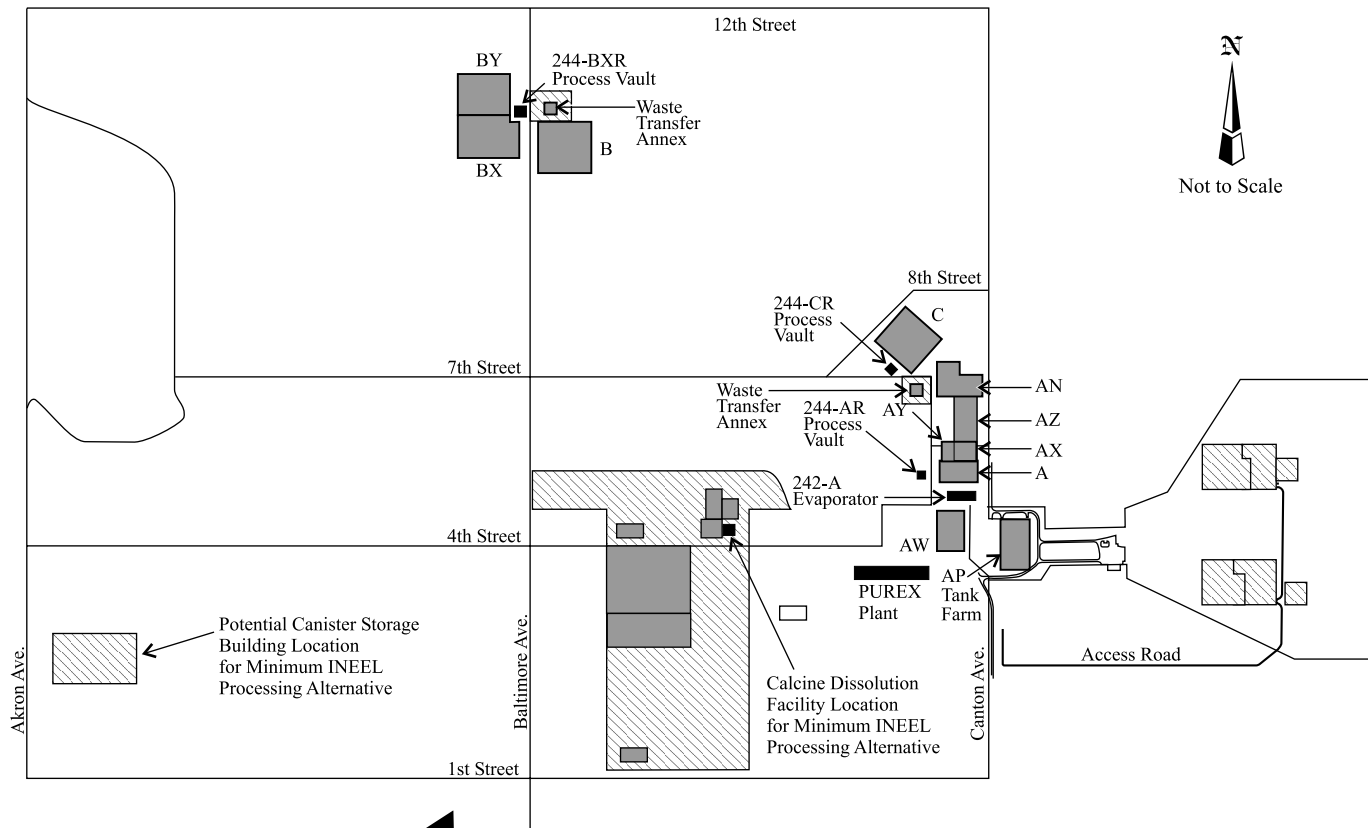 12th Street
N
Not to Scale
BY
244-BXR
Process Vault
Waste
Transfer
Annex
B
BX
8th Street
244-CR
Process
Vault
C
7th Street
Waste
Transfer
Annex
AY
244-AR
Process
Vault
AN
AZ
AX
A
242-A
Evaporator
4th Street
AW
AP
Tank
Farm
PUREX
Plant
Access Road
Potential Canister Storage
Building Location
for Minimum INEEL
Processing Alternative
Calcine Dissolution
Facility Location
for Minimum INEEL
Processing Alternative
Akron Ave.
Baltimore Ave.
Canton Ave.
1st Street